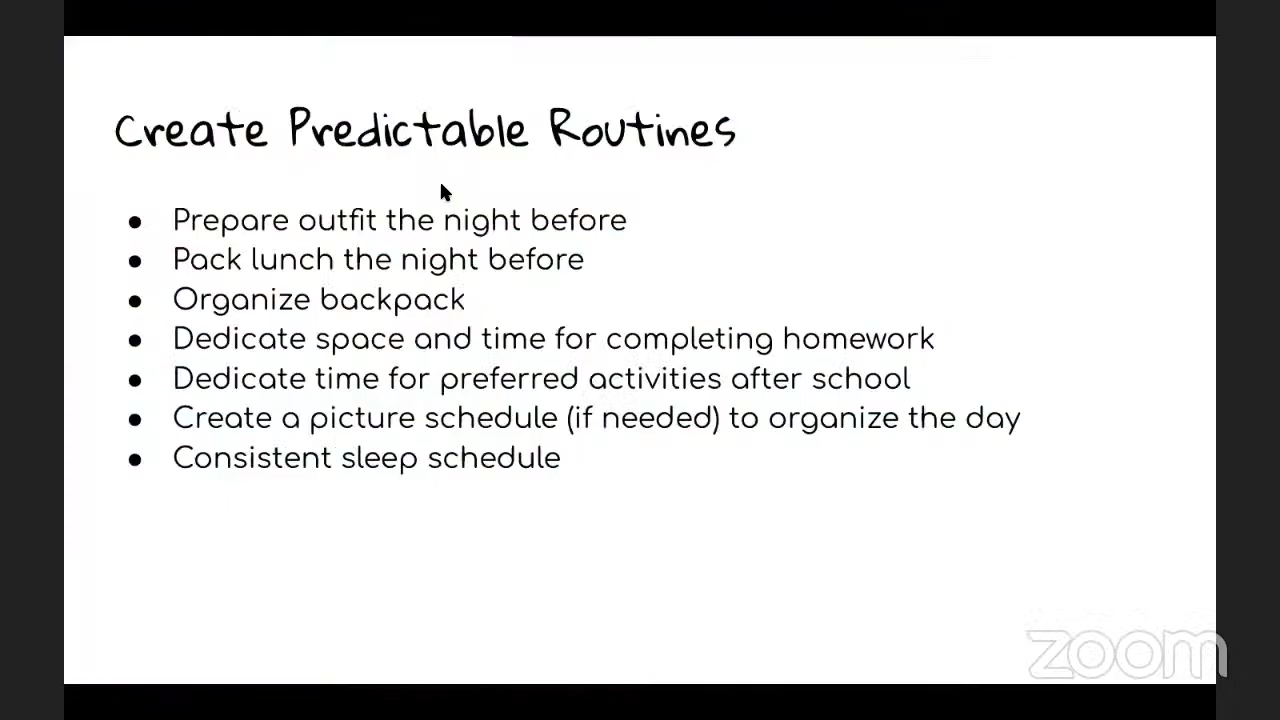 Create Predictable Routines
● Prepare outfit the night before
● Pack lunch the night before
● Organize backpack
● Dedicate space and time for completing homework
● Dedicate time for preferred activities after school
● Create a picture schedule (if needed) to organize the day
● Consistent sleep schedule
zoom